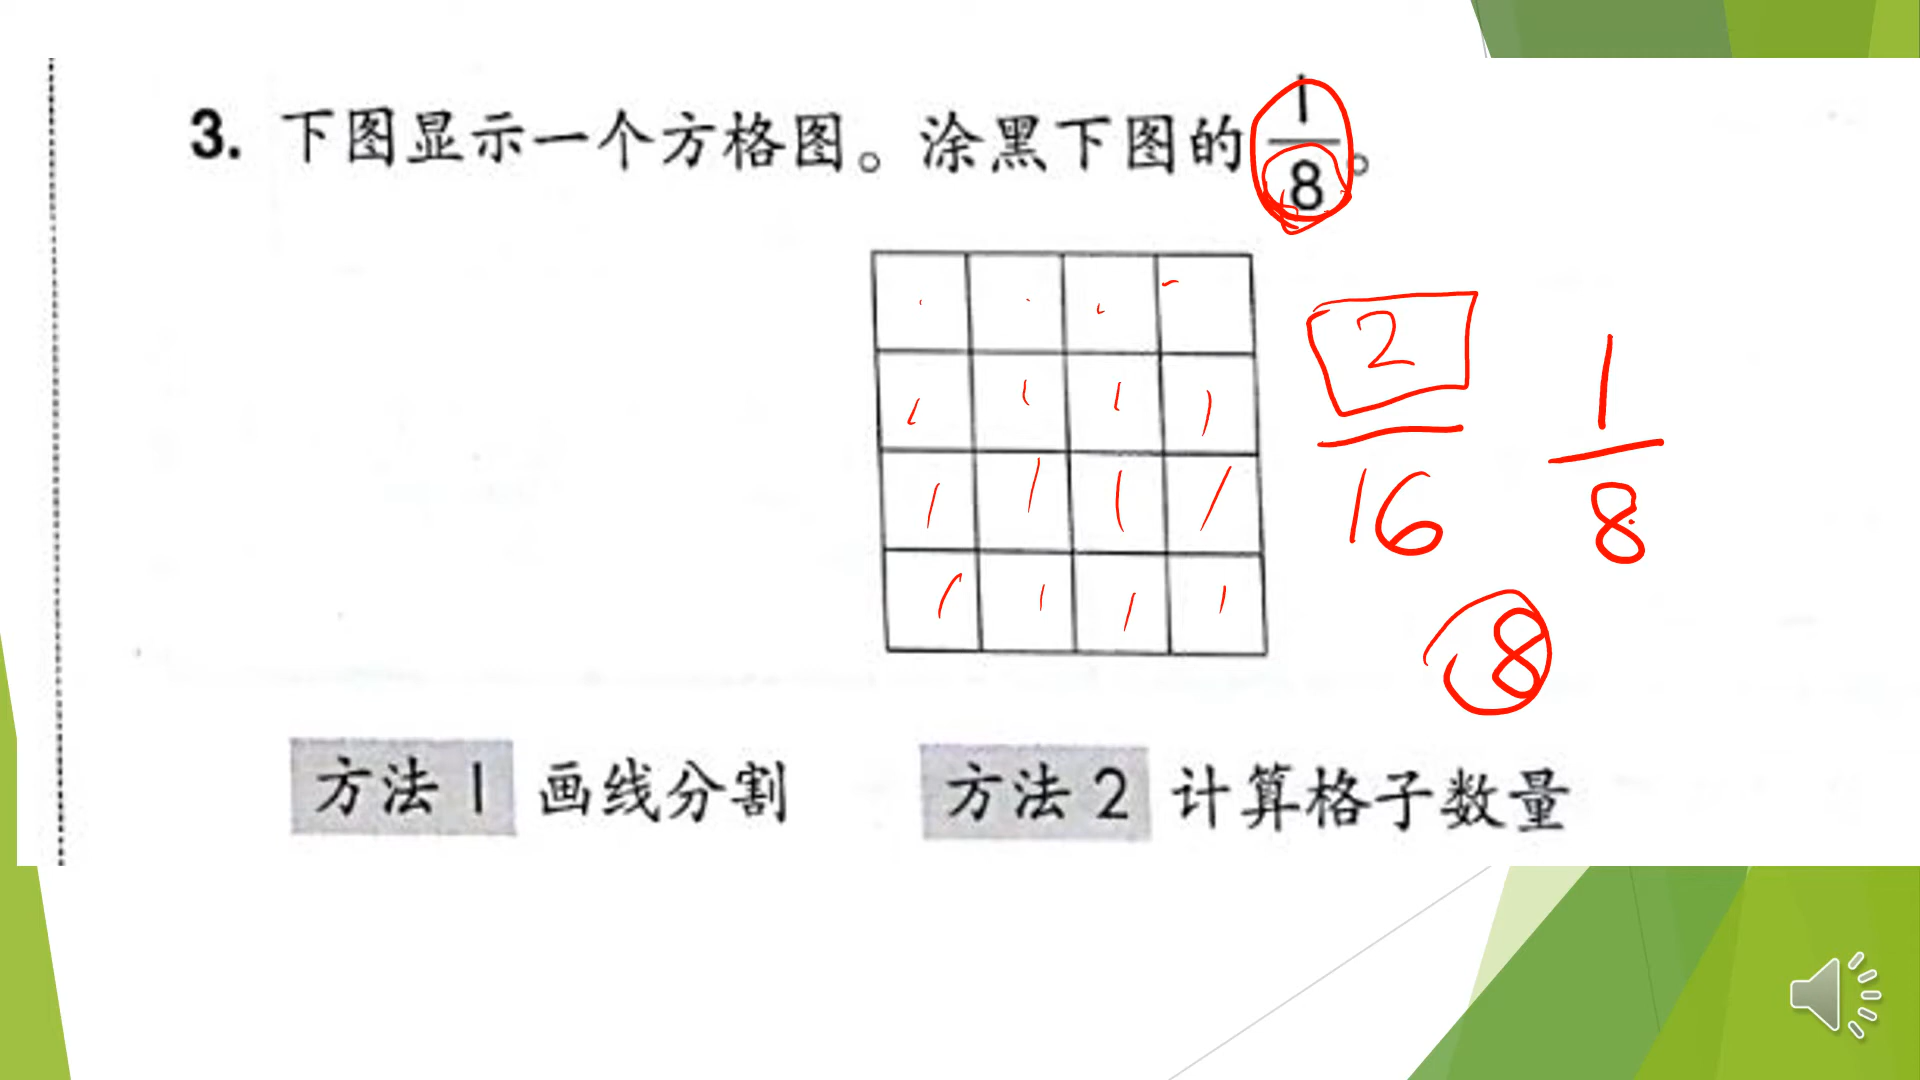 3. 下图显示一个方格图。涂黑下图的 1/8。
2/16 1/8
8
方法 1 画线分割 方法 2 计算格子数量